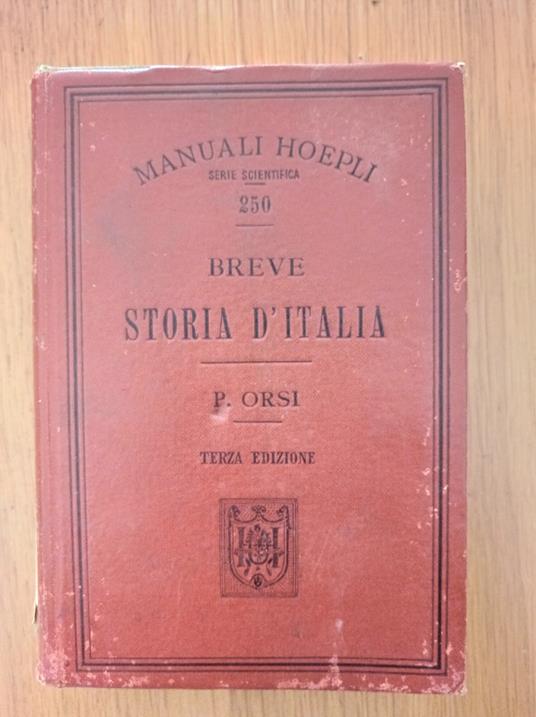 MANUALI HOEPLI
SERIE SCIENTIFICA
250
BREVE
STORIA D'ITALIA
P. ORSI
TERZA EDIZIONE